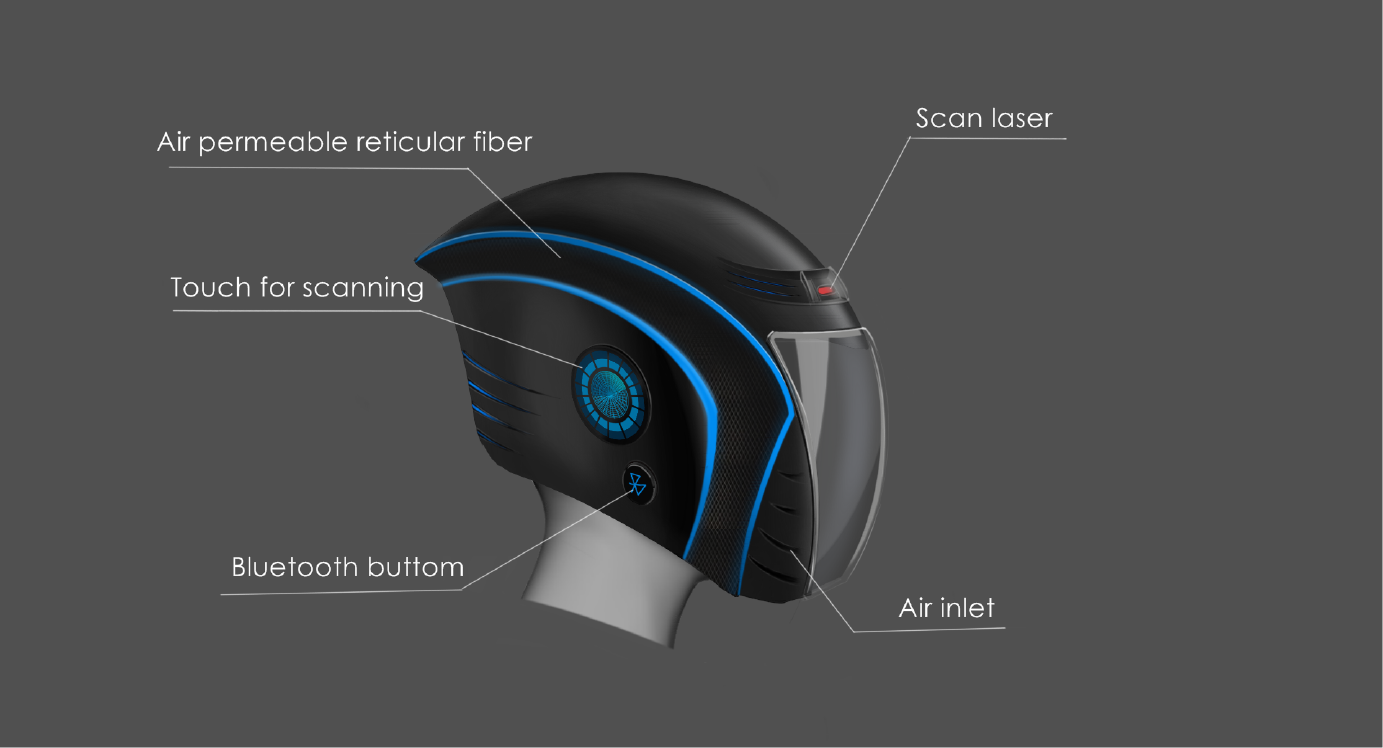 Scan laser
Air permeable reticular fiber
Touch for scanning
Bluetooth buttom
Air inlet